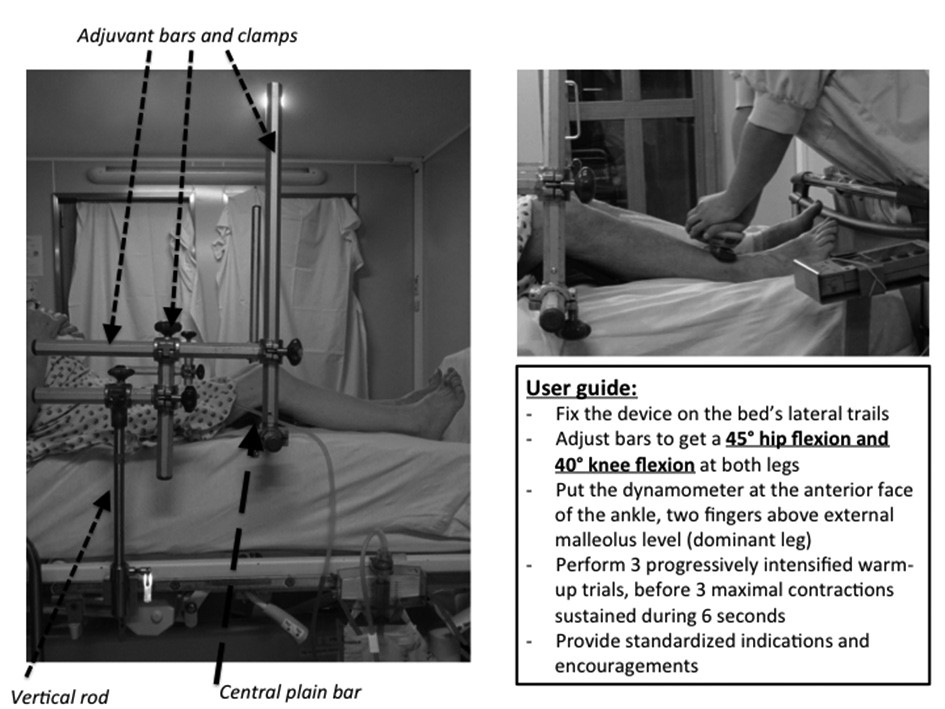 Adjuvant bars and clamps
Vertical rod
Central plain bar
User guide:
- Fix the device on the bed's lateral trails
- Adjust bars to get a 45° hip flexion and
40° knee flexion at both legs
- Put the dynamometer at the anterior face
of the ankle, two fingers above external
malleolus level (dominant leg)
- Perform 3 progressively intensified warm-
up trials, before 3 maximal contractions
sustained during 6 seconds
- Provide standardized indications and
encouragements